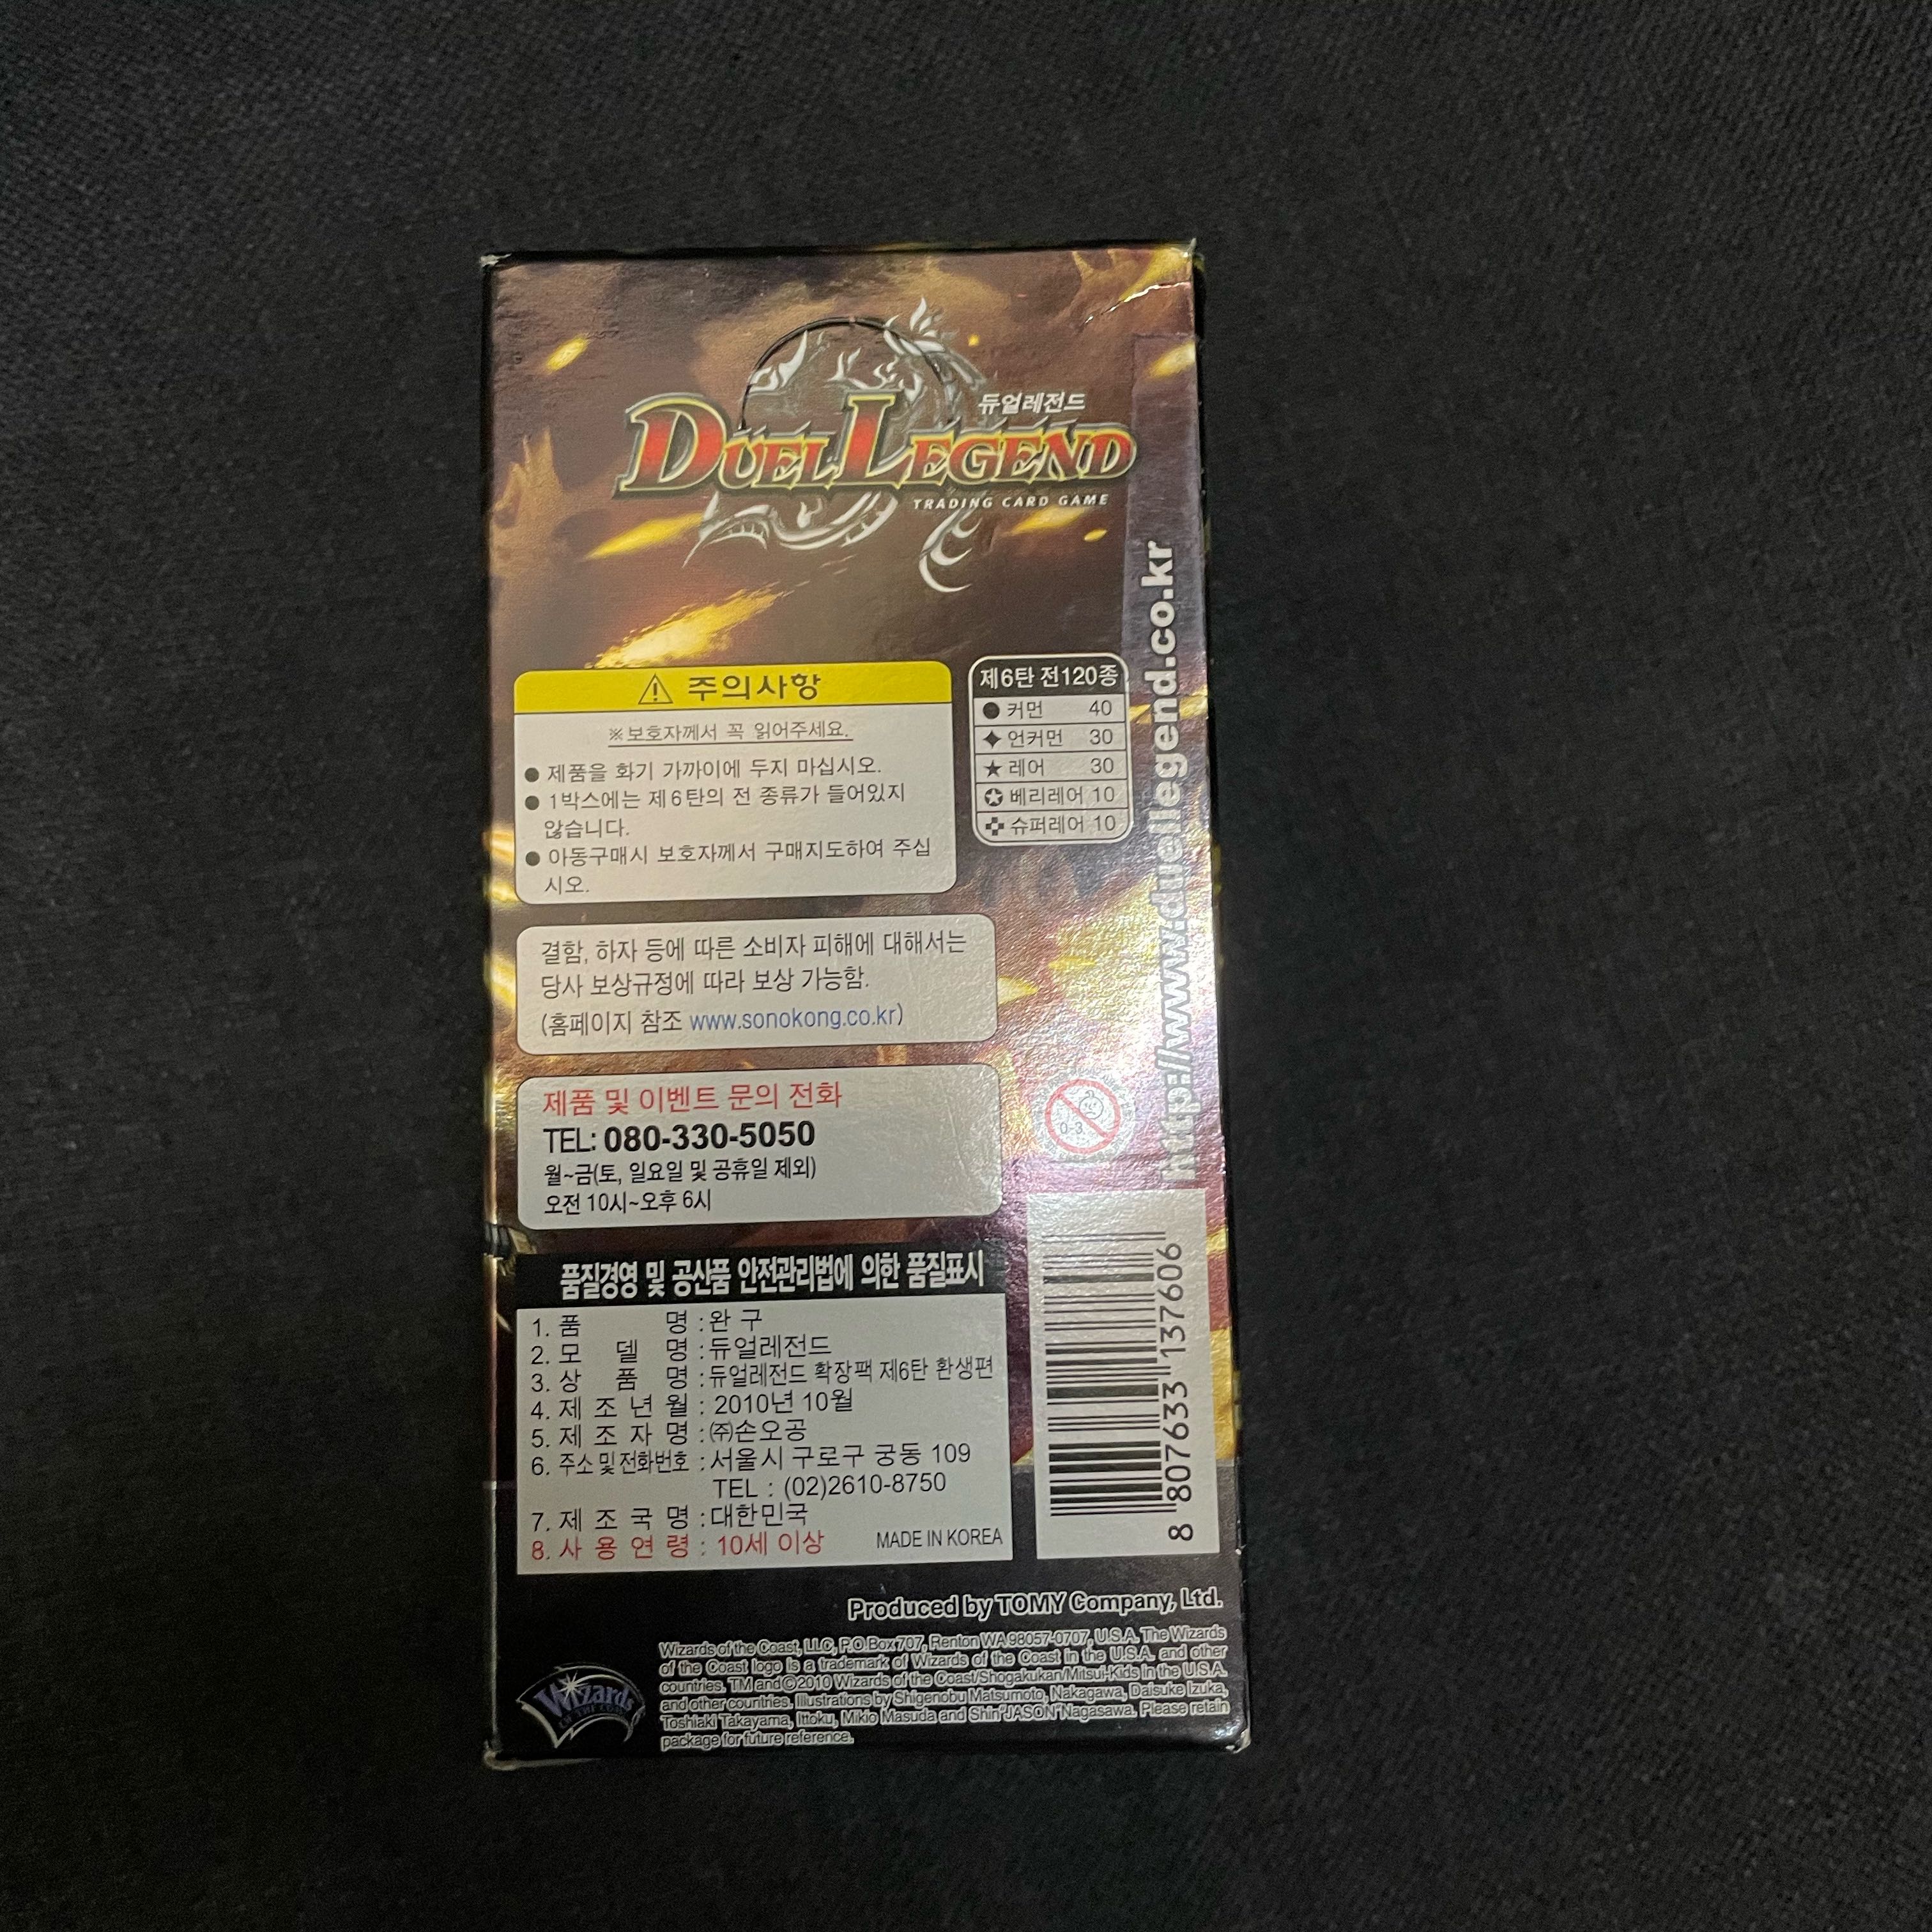 듀얼레전드
DUEL LEGEND
TRADING CARD GAME
http://www.duellegend.co.kr
주의사항
※보호자께서 꼭 읽어주세요.
● 제품을 화기 가까이에 두지 마십시오.
● 1박스에는 제6탄의 전 종류가 들어있지
않습니다.
● 아동구매시 보호자께서 구매지도하여 주십
시오.
제6탄 전120종
● 커먼 40
✦ 언커먼 30
★ 레어 30
✪ 베리레어 10
슈퍼레어 10
결함, 하자 등에 따른 소비자 피해에 대해서는
당사 보상규정에 따라 보상 가능함.
(홈페이지 참조 www.sonokong.co.kr)
제품 및 이벤트 문의 전화
TEL: 080-330-5050
월~금(토, 일요일 및 공휴일 제외)
오전 10시~오후 6시
0-3
품질경영 및 공산품 안전관리법에 의한 품질표시
1. 품 명 : 완 구
2. 모 델 명 : 듀얼레전드
3. 상 품 명 : 듀얼레전드 확장팩 제6탄 환생편
4. 제 조 년 월 : 2010년 10월
5. 제 조 자 명 : ㈜손오공
6. 주소 및 전화번호 : 서울시 구로구 궁동 109
TEL : (02)2610-8750
7. 제 조 국 명 : 대한민국
8. 사 용 연 령 : 10세 이상 MADE IN KOREA
8 807633 137606
Produced by TOMY Company, Ltd.
Wizards of the Coast, LLC, P.O.Box 707, Renton WA 98057-0707, U.S.A. The Wizards
of the Coast logo is a trademark of Wizards of the Coast in the U.S.A. and other
countries. TM and ©2010 Wizards of the Coast/Shogakukan/Mitsui-Kids in the U.S.A.
and other countries. Illustrations by Shigenobu Matsumoto, Nakagawa, Daisuke Izuka,
Toshiaki Takayama, Ittoku, Mikio Masuda and Shin"JASON"Nagasawa. Please retain
package for future reference.
Wizards
OF THE COAST